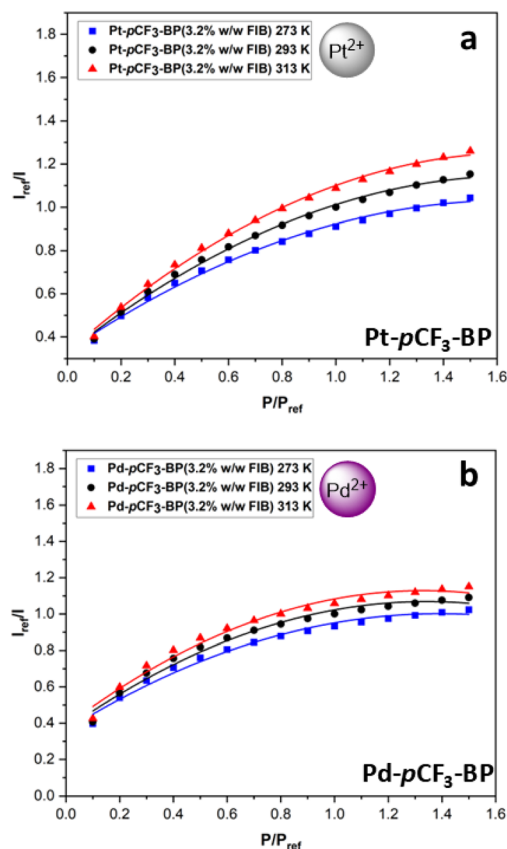 a
Pt-pCF₃-BP(3.2% w/w FIB) 273 K
Pt-pCF₃-BP(3.2% w/w FIB) 293 K
Pt-pCF₃-BP(3.2% w/w FIB) 313 K
Pt²⁺
1.8
1.6
1.4
1.2
1.0
0.8
0.6
0.4
I_ref/I
Pt-pCF₃-BP
0.0 0.2 0.4 0.6 0.8 1.0 1.2 1.4 1.6
P/P_ref
b
Pd-pCF₃-BP(3.2% w/w FIB) 273 K
Pd-pCF₃-BP(3.2% w/w FIB) 293 K
Pd-pCF₃-BP(3.2% w/w FIB) 313 K
Pd²⁺
1.8
1.6
1.4
1.2
1.0
0.8
0.6
0.4
0.2
0.0
I_ref/I
Pd-pCF₃-BP
0.0 0.2 0.4 0.6 0.8 1.0 1.2 1.4 1.6
P/P_ref